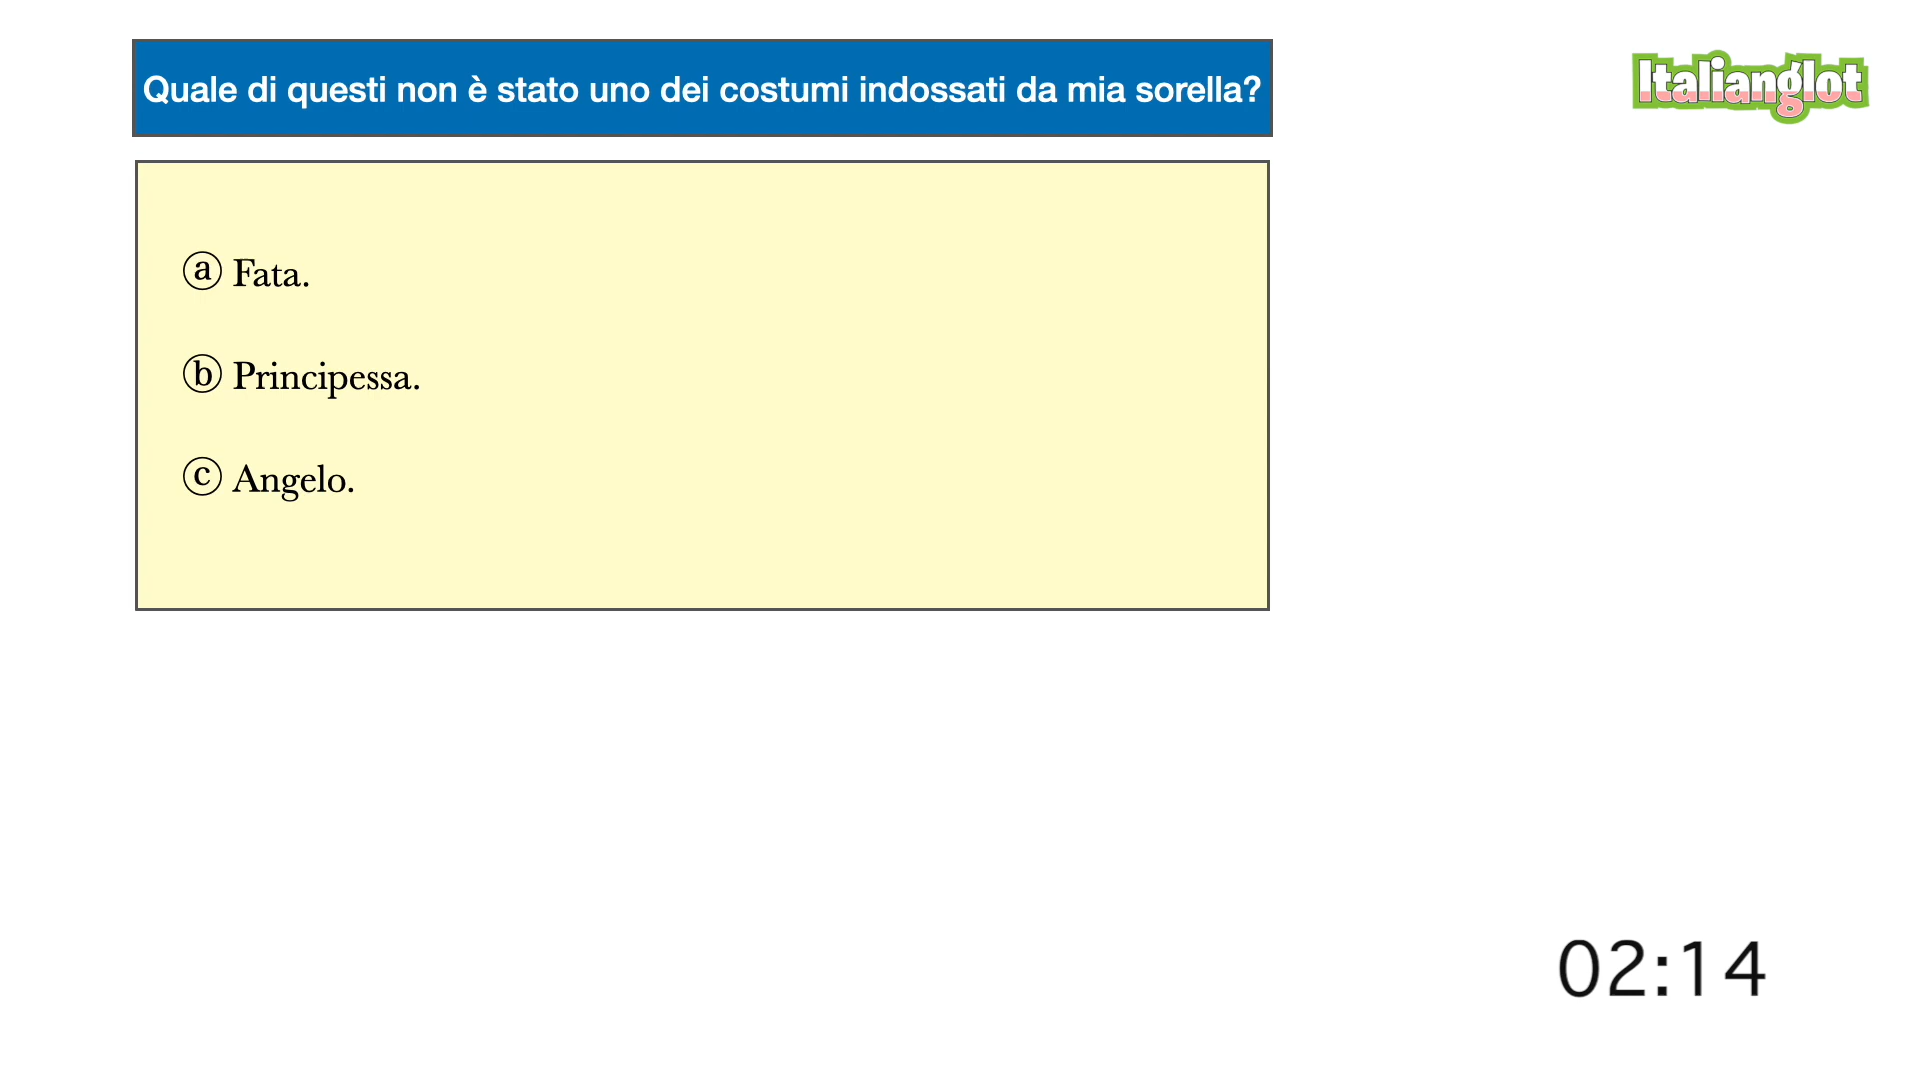 Quale di questi non è stato uno dei costumi indossati da mia sorella?
Italianglot
ⓐ Fata.
ⓑ Principessa.
ⓒ Angelo.
02:14